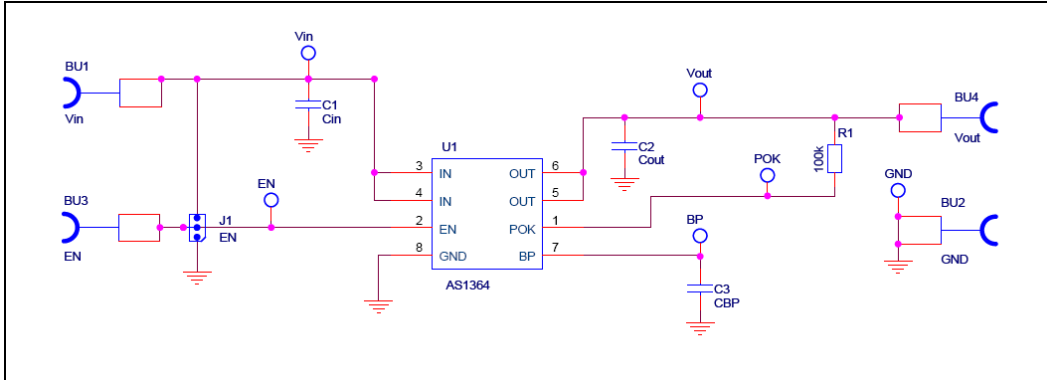 Vin
BU1
Vin
C1
Cin
Vout
BU4
Vout
R1
100k
C2
Cout
U1
3 IN OUT 6
4 IN OUT 5
2 EN POK 1
8 GND BP 7
AS1364
POK
EN
BU3
EN
J1
EN
GND
BU2
GND
BP
C3
CBP